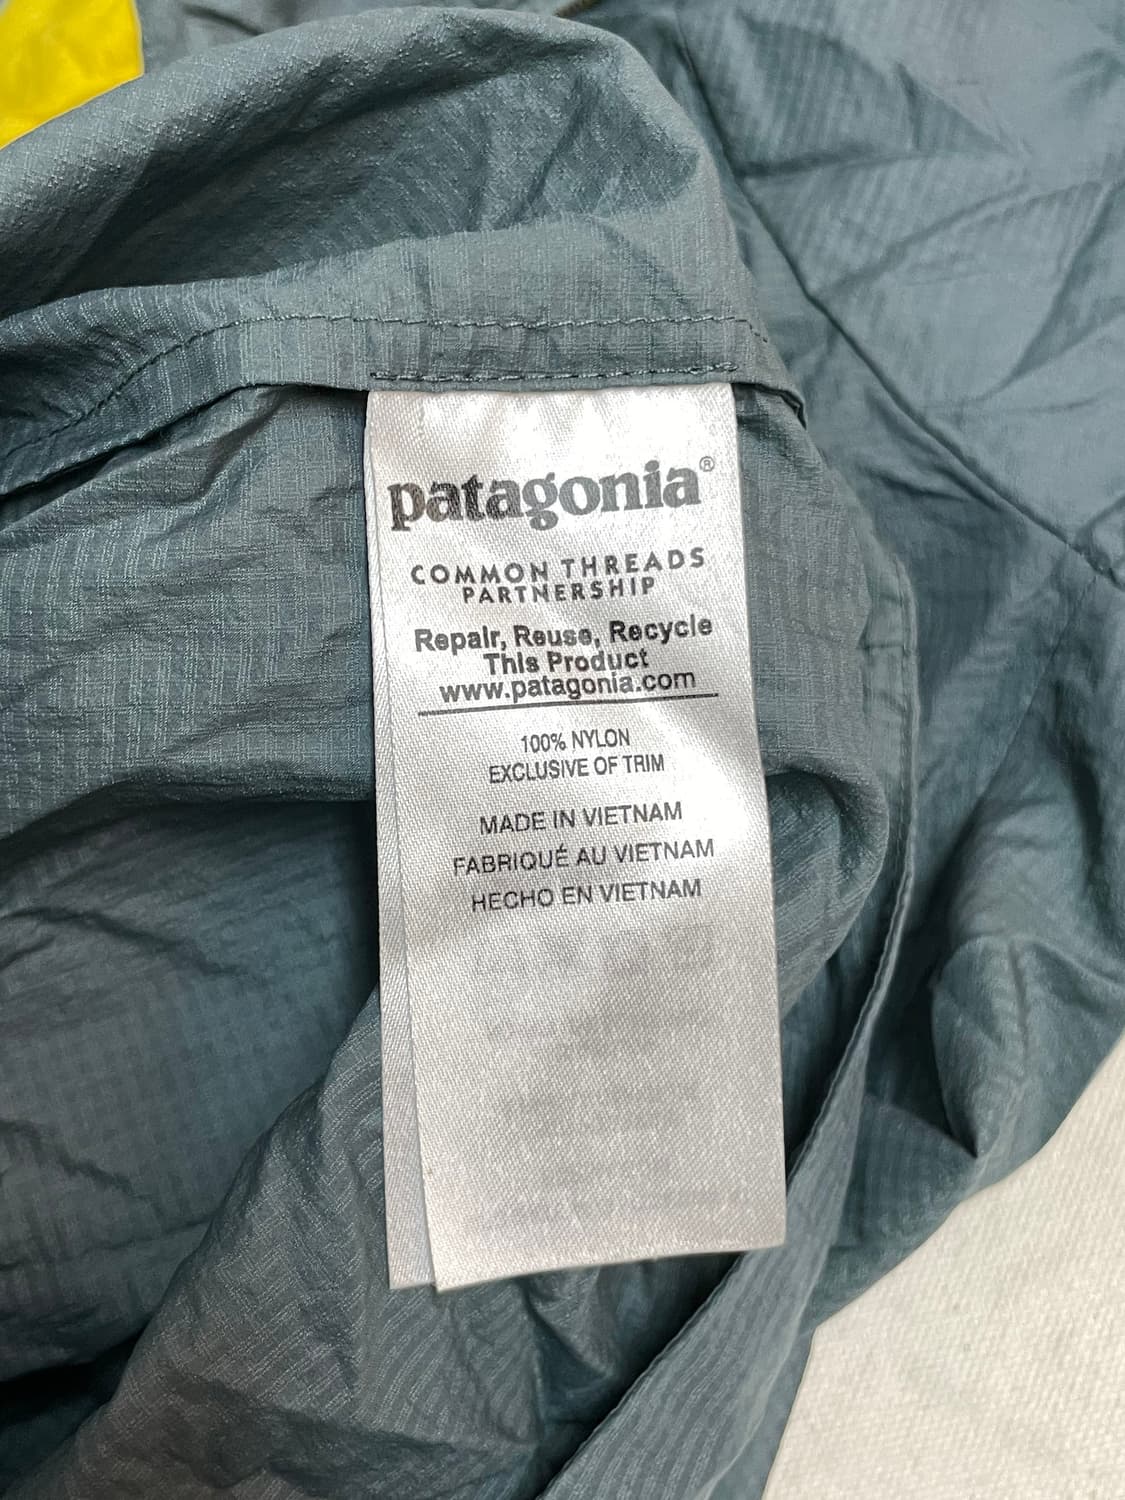 patagonia®
COMMON THREADS
PARTNERSHIP
Repair, Reuse, Recycle
This Product
www.patagonia.com
100% NYLON
EXCLUSIVE OF TRIM
MADE IN VIETNAM
FABRIQUÉ AU VIETNAM
HECHO EN VIETNAM